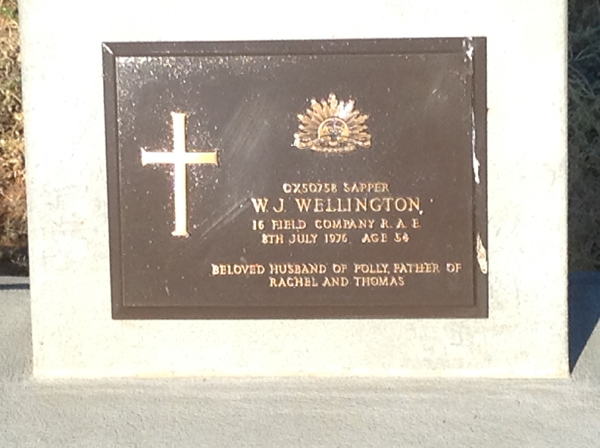 QX50758 SAPPER
W. J. WELLINGTON
16 FIELD COMPANY R. A. E.
8TH JULY 1976 AGE 54
BELOVED HUSBAND OF POLLY, FATHER OF
RACHEL AND THOMAS